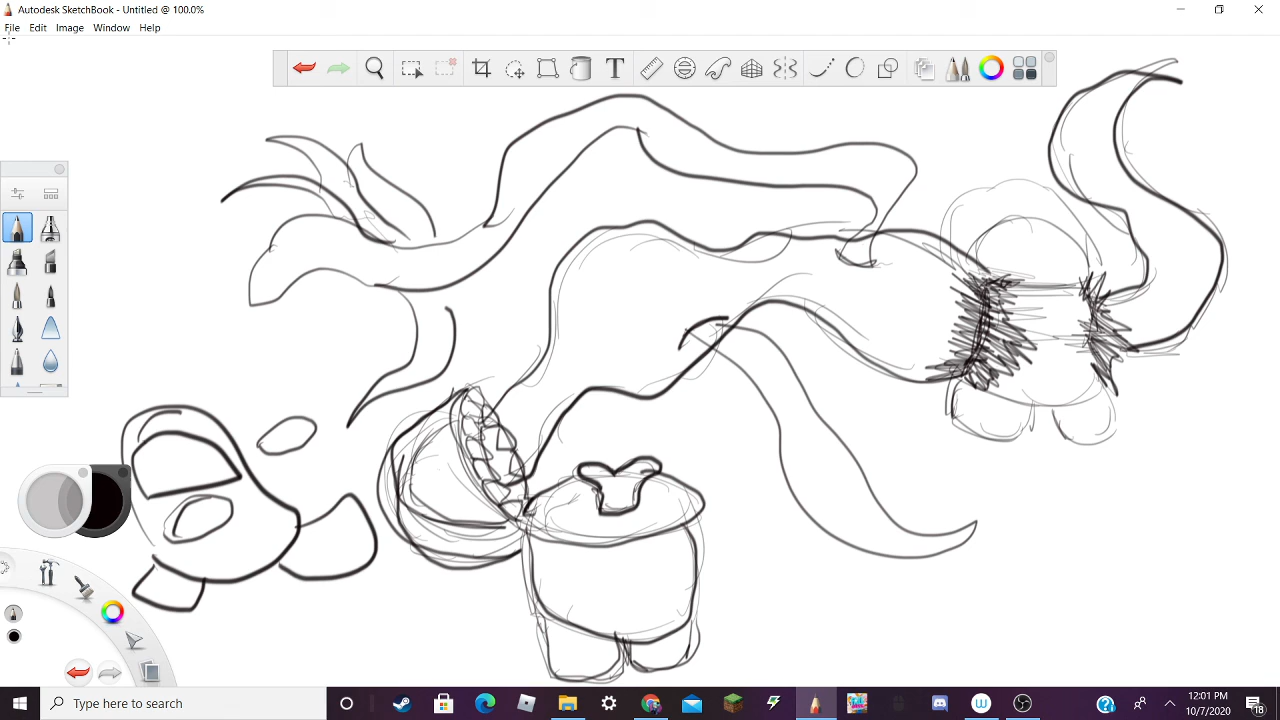 Autodesk SketchBook - Untitled @ 100.0%
File Edit Image Window Help
T
Type here to search
12:01 PM
10/7/2020
18